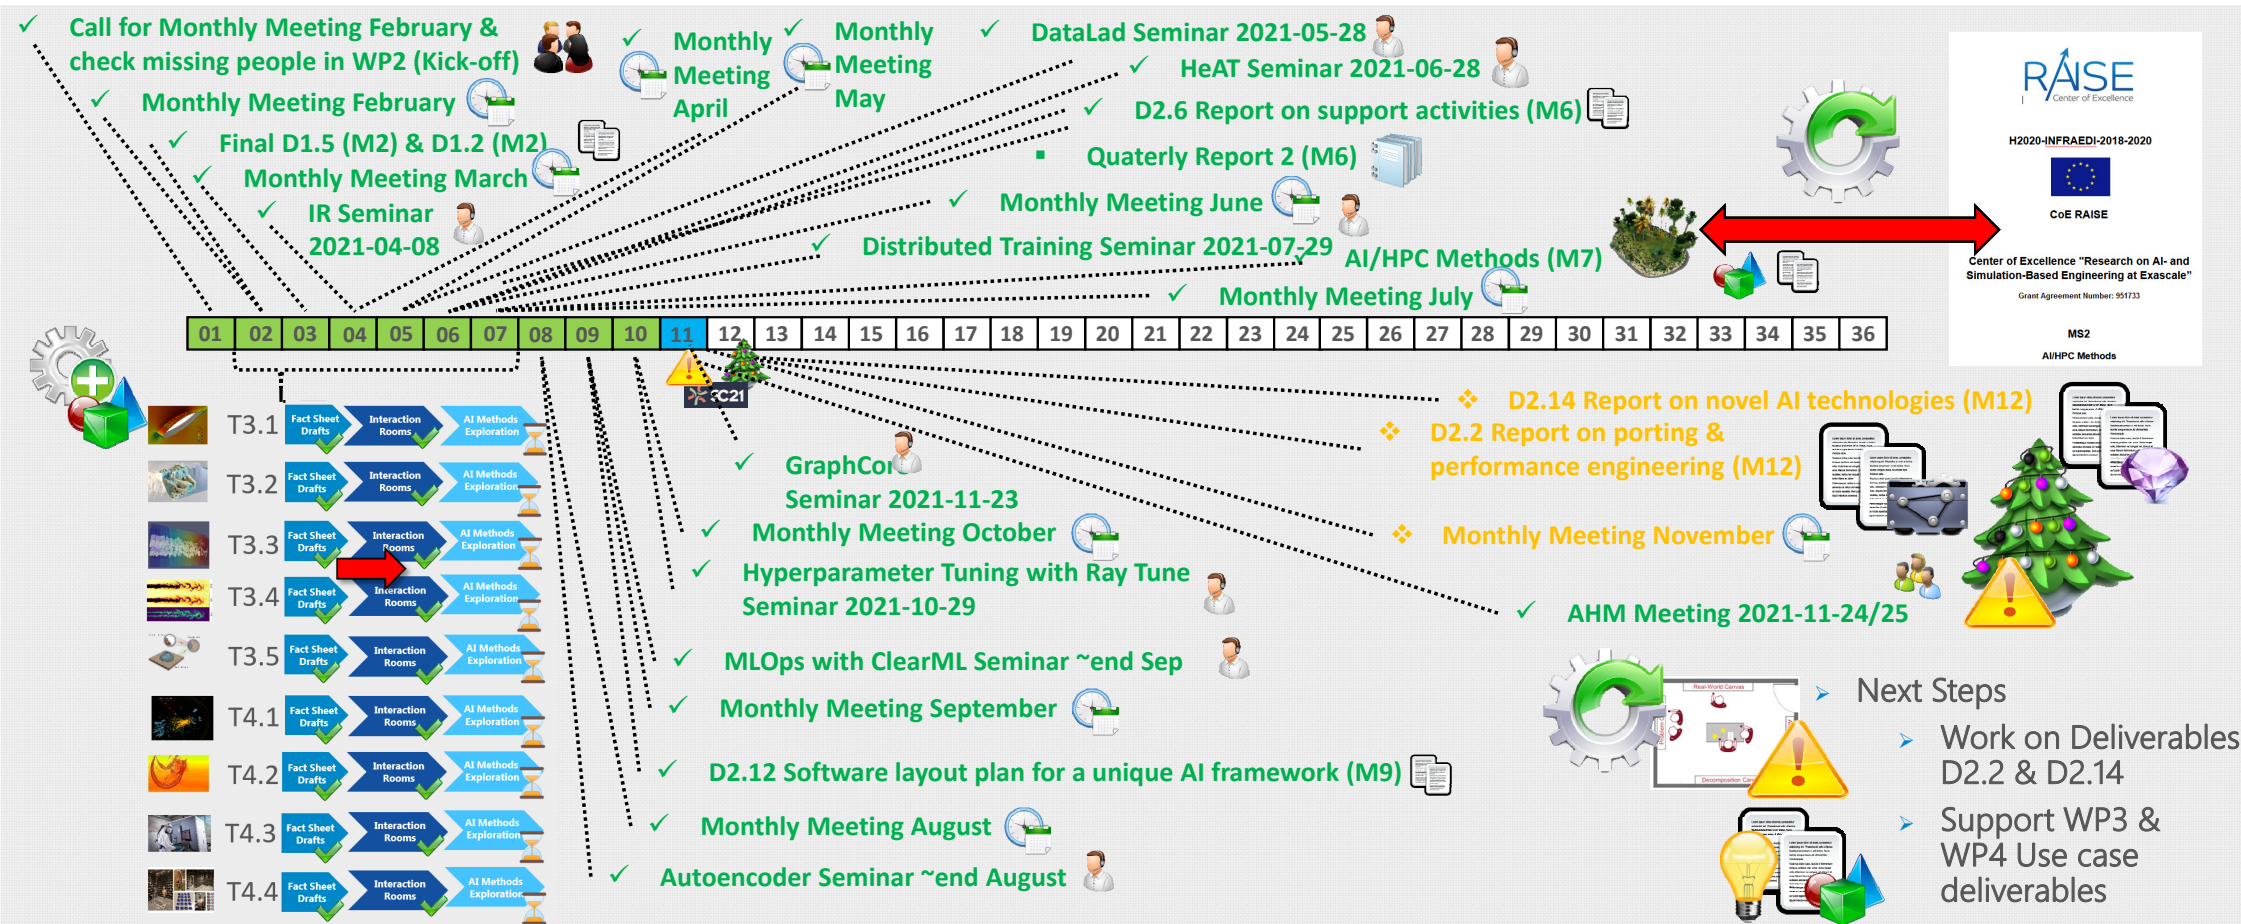 Call for Monthly Meeting February &
check missing people in WP2 (Kick-off)
Monthly Meeting February
Final D1.5 (M2) & D1.2 (M2)
Monthly Meeting March
IR Seminar
2021-04-08
Monthly
Meeting
April
Monthly
Meeting
May
DataLad Seminar 2021-05-28
HeAT Seminar 2021-06-28
D2.6 Report on support activities (M6)
Quaterly Report 2 (M6)
Monthly Meeting June
Distributed Training Seminar 2021-07-29
AI/HPC Methods (M7)
Monthly Meeting July
RAISE
Center of Excellence
H2020-INFRAEDI-2018-2020
CoE RAISE
Center of Excellence "Research on AI- and
Simulation-Based Engineering at Exascale"
Grant Agreement Number: 951733
MS2
AI/HPC Methods
01 02 03 04 05 06 07 08 09 10 11 12 13 14 15 16 17 18 19 20 21 22 23 24 25 26 27 28 29 30 31 32 33 34 35 36
SC21
T3.1 Fact Sheet Drafts Interaction Rooms AI Methods Exploration
T3.2 Fact Sheet Drafts Interaction Rooms AI Methods Exploration
T3.3 Fact Sheet Drafts Interaction Rooms AI Methods Exploration
T3.4 Fact Sheet Drafts Interaction Rooms AI Methods Exploration
T3.5 Fact Sheet Drafts Interaction Rooms AI Methods Exploration
T4.1 Fact Sheet Drafts Interaction Rooms AI Methods Exploration
T4.2 Fact Sheet Drafts Interaction Rooms AI Methods Exploration
T4.3 Fact Sheet Drafts Interaction Rooms AI Methods Exploration
T4.4 Fact Sheet Drafts Interaction Rooms AI Methods Exploration
GraphCor
Seminar 2021-11-23
Monthly Meeting October
Hyperparameter Tuning with Ray Tune
Seminar 2021-10-29
MLOps with ClearML Seminar ~end Sep
Monthly Meeting September
D2.12 Software layout plan for a unique AI framework (M9)
Monthly Meeting August
Autoencoder Seminar ~end August
D2.14 Report on novel AI technologies (M12)
D2.2 Report on porting &
performance engineering (M12)
Monthly Meeting November
AHM Meeting 2021-11-24/25
Real-World Canvas
Decomposition Can
Next Steps
Work on Deliverables
D2.2 & D2.14
Support WP3 &
WP4 Use case
deliverables